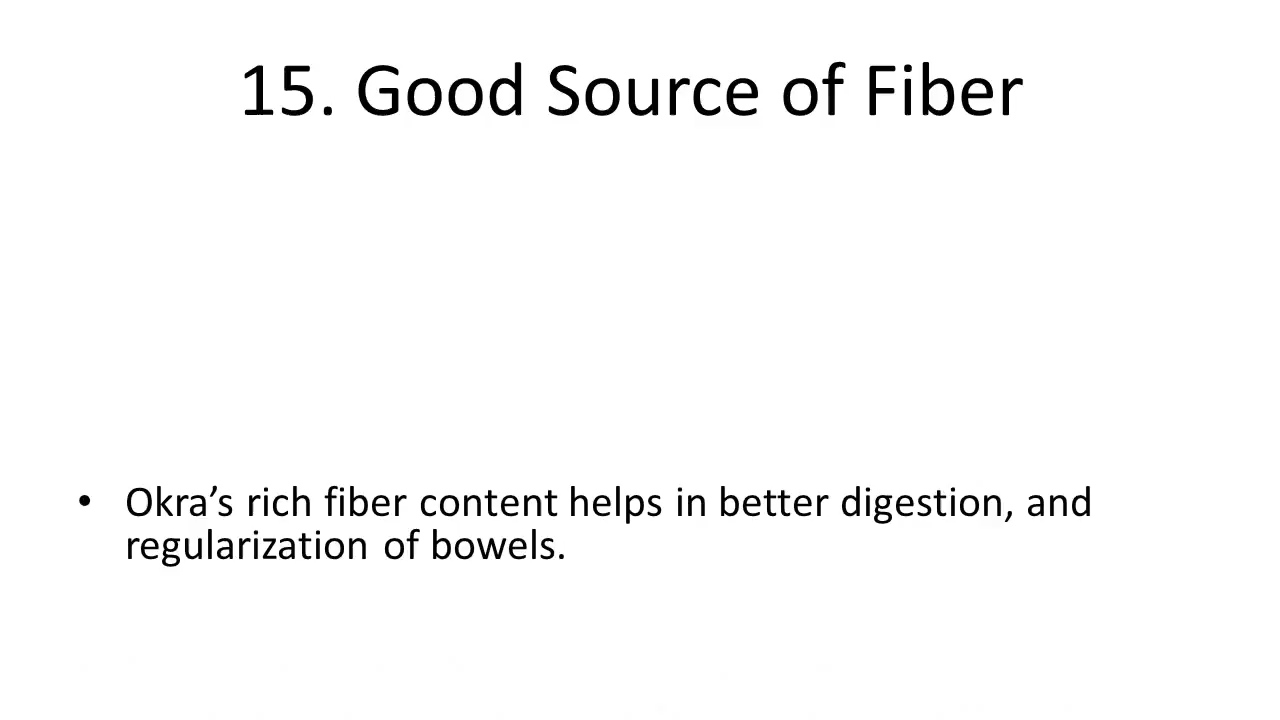 15. Good Source of Fiber
• Okra’s rich fiber content helps in better digestion, and
regularization of bowels.